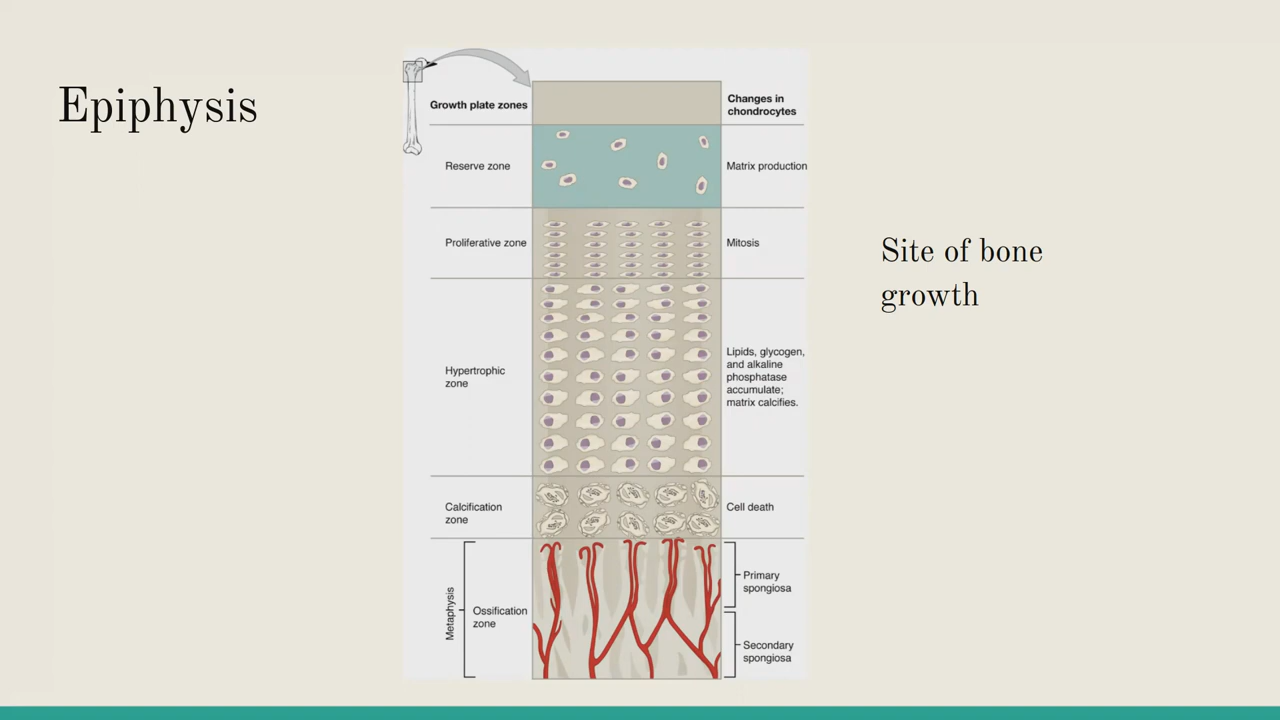 Epiphysis
Growth plate zones
Changes in
chondrocytes
Reserve zone
Matrix production
Proliferative zone
Mitosis
Hypertrophic
zone
Lipids, glycogen,
and alkaline
phosphatase
accumulate;
matrix calcifies.
Calcification
zone
Cell death
Metaphysis
Ossification
zone
Primary
spongiosa
Secondary
spongiosa
Site of bone
growth